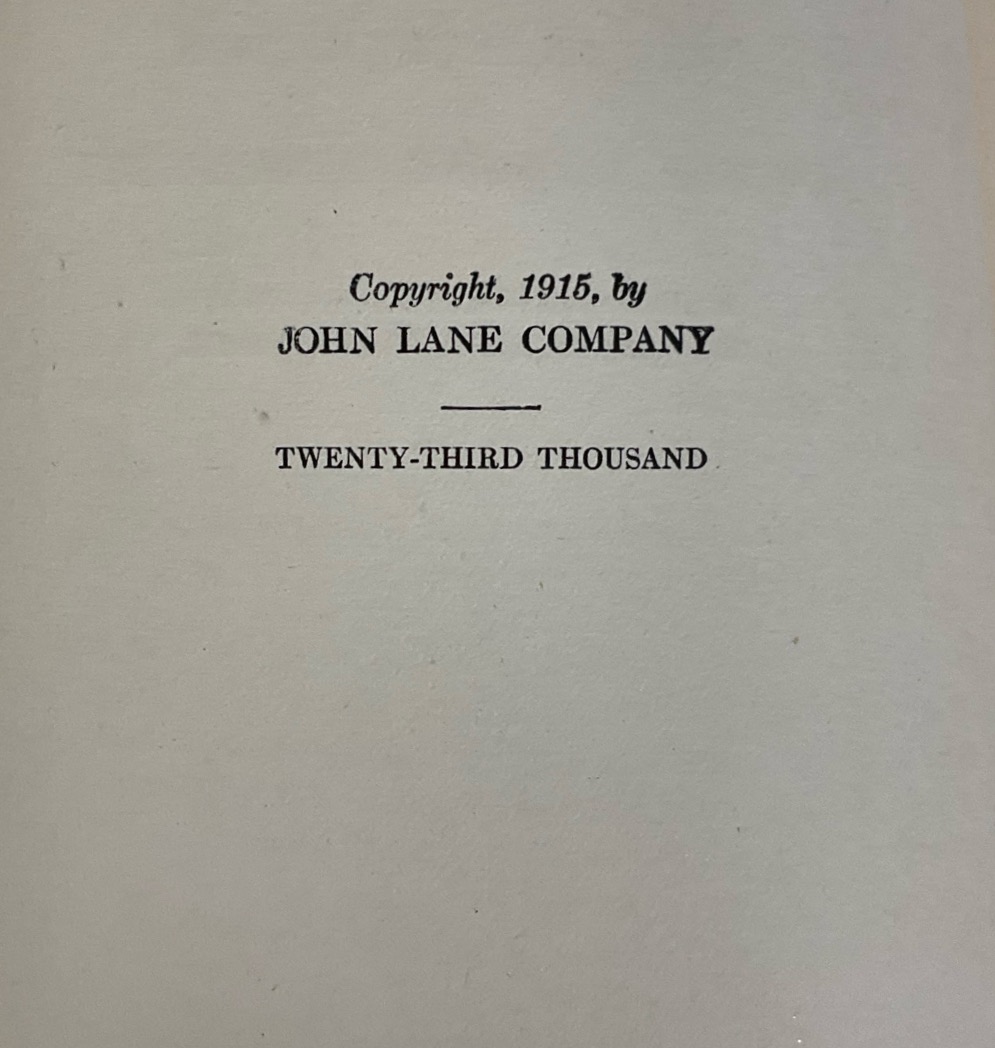 Copyright, 1915, by
JOHN LANE COMPANY
TWENTY-THIRD THOUSAND